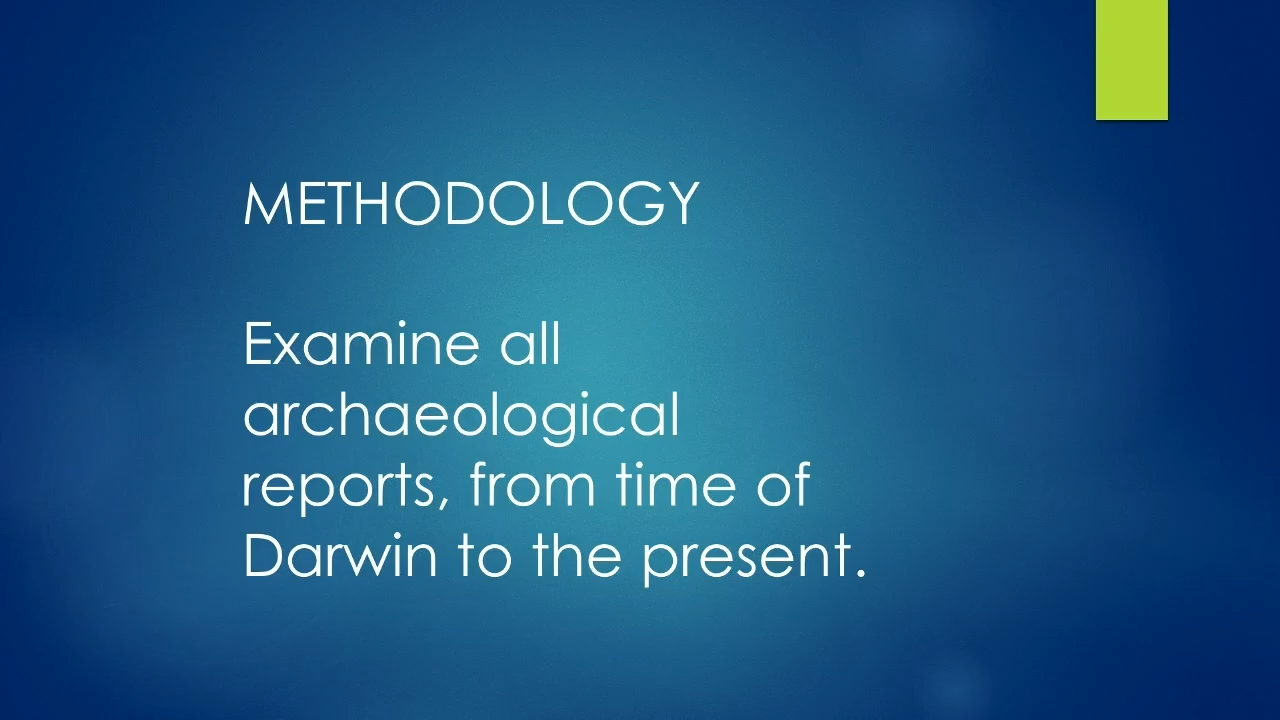 METHODOLOGY
Examine all
archaeological
reports, from time of
Darwin to the present.